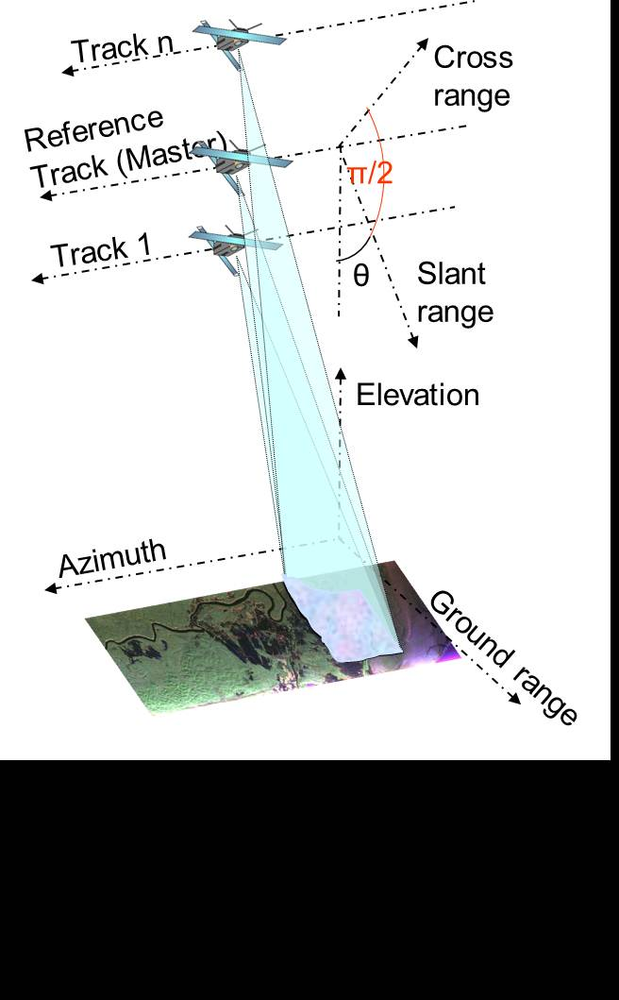 Track n
Cross
range
Reference
Track (Master)
π/2
Track 1
θ
Slant
range
Elevation
Azimuth
Ground range